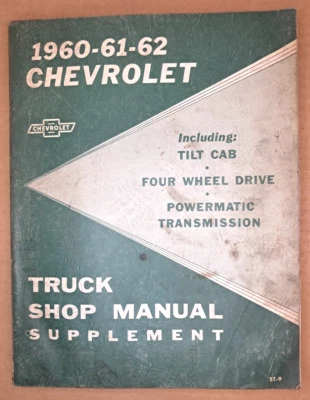 1960-61-62
CHEVROLET
CHEVROLET
Including:
TILT CAB
•
FOUR WHEEL DRIVE
•
POWERMATIC
TRANSMISSION
TRUCK
SHOP MANUAL
SUPPLEMENT
ST-9